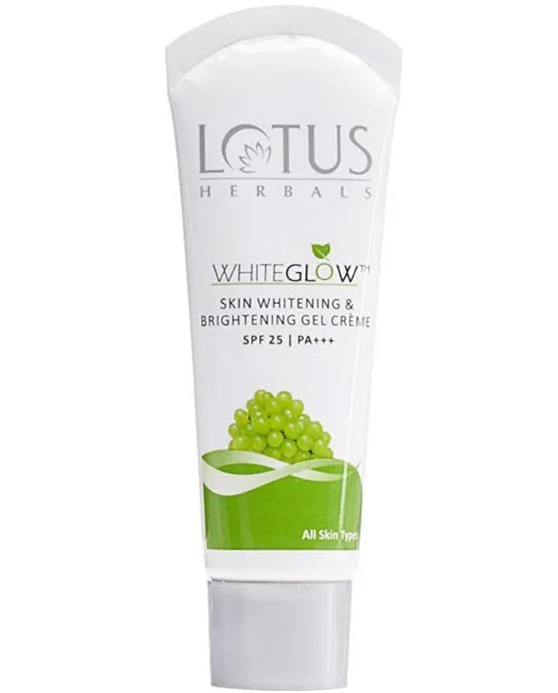 LOTUS
HERBALS
WHITEGLOW™
SKIN WHITENING &
BRIGHTENING GEL CRÈME
SPF 25 | PA+++
All Skin Types